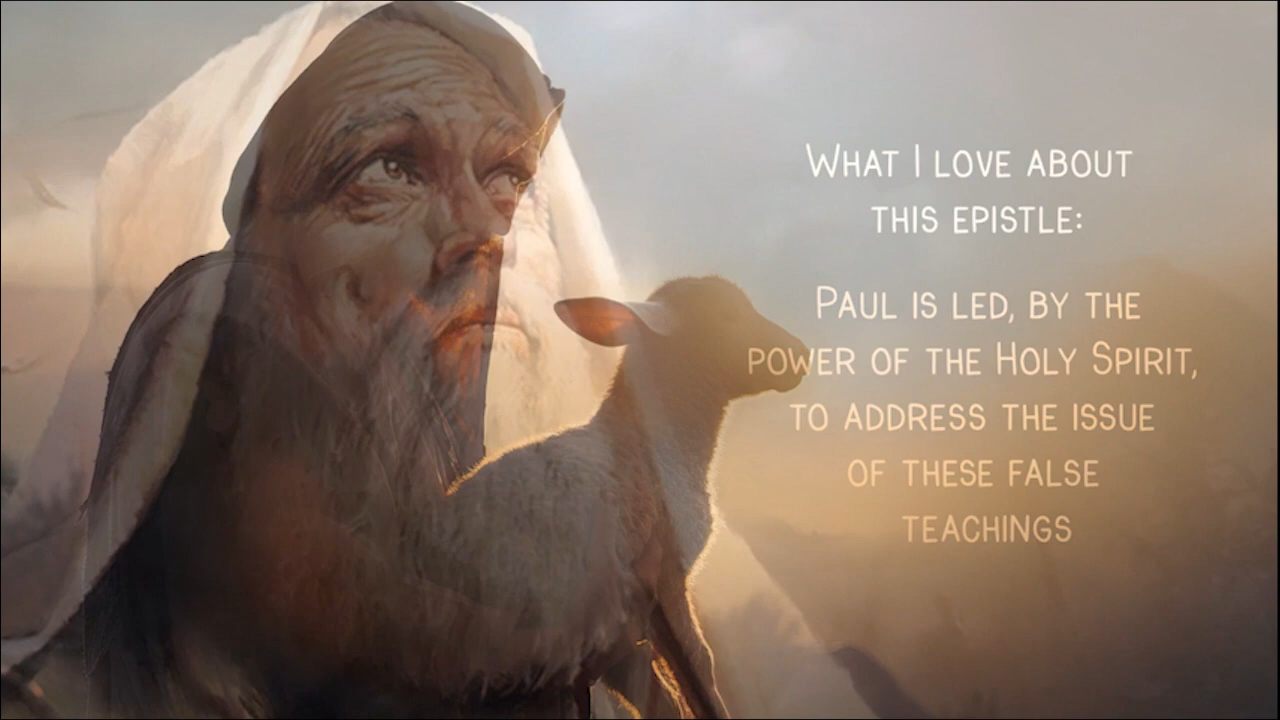 What I love about
this epistle:
Paul is led, by the
power of the Holy Spirit,
to address the issue
of these false
teachings